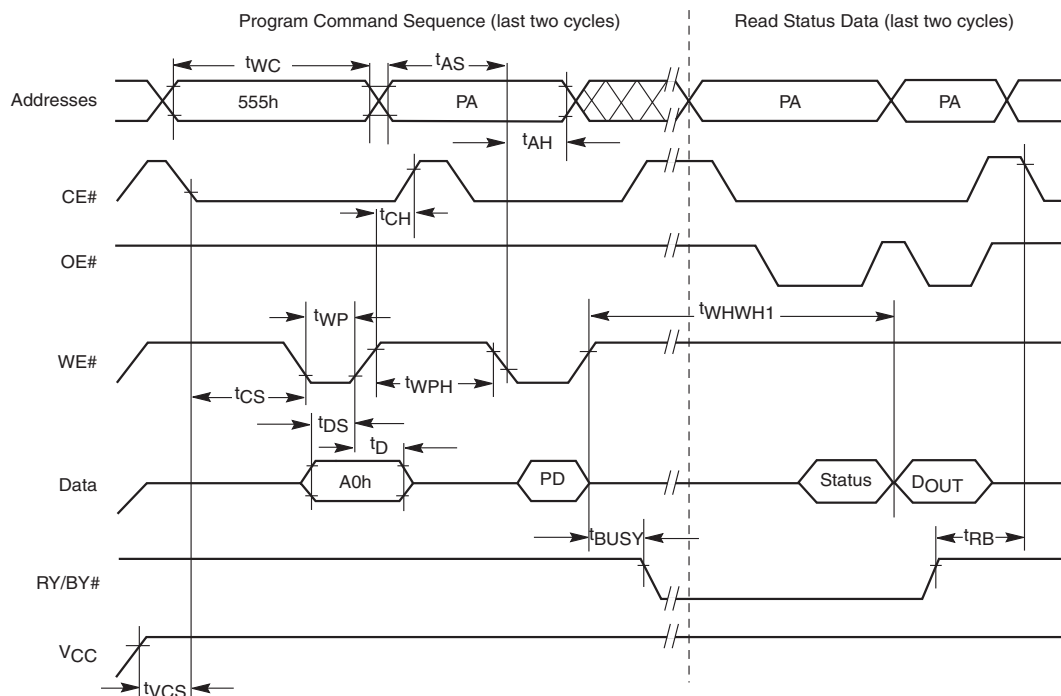 Program Command Sequence (last two cycles) Read Status Data (last two cycles)
tWC tAS
Addresses 555h PA PA PA
tAH
CE#
tCH
OE#
tWP tWHWH1
WE#
tCS tWPH
tDS tD
Data A0h PD Status DOUT
tBUSY tRB
RY/BY#
VCC
tVCS